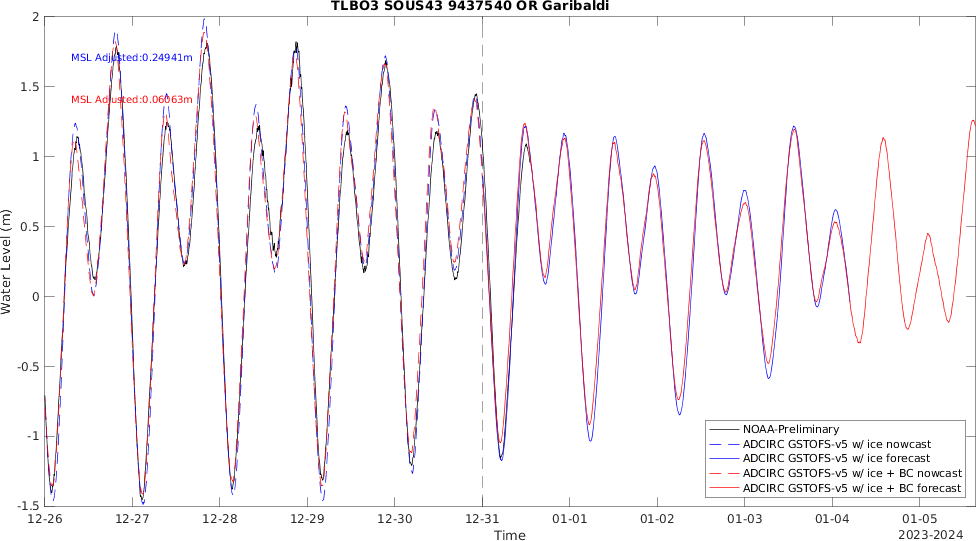 TLBO3 SOUS43 9437540 OR Garibaldi
MSL Adjusted:0.24941m
MSL Adjusted:0.06063m
2
1.5
1
0.5
0
-0.5
-1
-1.5
Water Level (m)
NOAA-Preliminary
ADCIRC GSTOFS-v5 w/ ice nowcast
ADCIRC GSTOFS-v5 w/ ice forecast
ADCIRC GSTOFS-v5 w/ ice + BC nowcast
ADCIRC GSTOFS-v5 w/ ice + BC forecast
12-26 12-27 12-28 12-29 12-30 12-31 01-01 01-02 01-03 01-04 01-05
Time
2023-2024